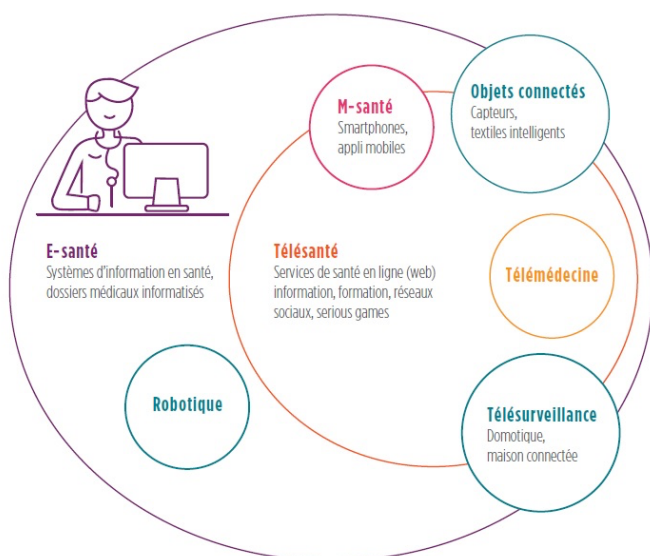 M-santé
Smartphones,
appli mobiles
Objets connectés
Capteurs,
textiles intelligents
E-santé
Systèmes d'information en santé,
dossiers médicaux informatisés
Télésanté
Services de santé en ligne (web)
information, formation, réseaux
sociaux, serious games
Télémédecine
Robotique
Télésurveillance
Domotique,
maison connectée